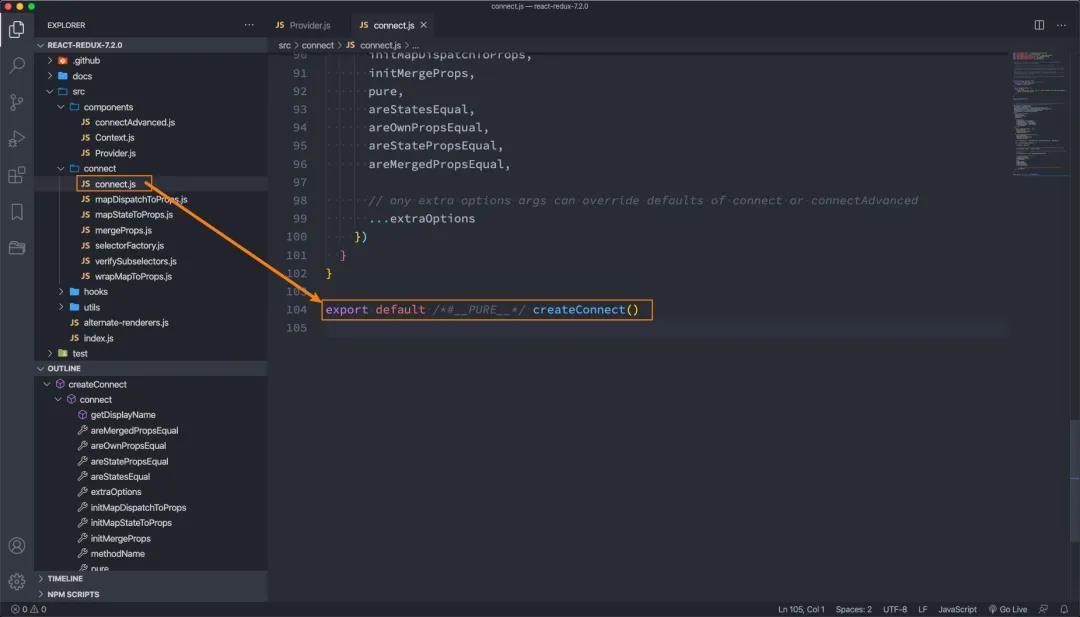 connect.js — react-redux-7.2.0
EXPLORER
···
JS Provider.js
JS connect.js
REACT-REDUX-7.2.0
src > connect > JS connect.js > ...
.github
docs
src
components
JS connectAdvanced.js
JS Context.js
JS Provider.js
connect
JS connect.js
JS mapDispatchToProps.js
JS mapStateToProps.js
JS mergeProps.js
JS selectorFactory.js
JS verifySubselectors.js
JS wrapMapToProps.js
hooks
utils
JS alternate-renderers.js
JS index.js
test
OUTLINE
createConnect
connect
getDisplayName
areMergedPropsEqual
areOwnPropsEqual
areStatePropsEqual
areStatesEqual
extraOptions
initMapDispatchToProps
initMapStateToProps
initMergeProps
methodName
pure
TIMELINE
NPM SCRIPTS
90 initMapDispatchToProps,
91 initMergeProps,
92 pure,
93 areStatesEqual,
94 areOwnPropsEqual,
95 areStatePropsEqual,
96 areMergedPropsEqual,
97
98 // any extra options args can override defaults of connect or connectAdvanced
99 ...extraOptions
100 })
101 }
102 }
103
104 export default /*#__PURE__*/ createConnect()
105
0 0
Ln 105, Col 1 Spaces: 2 UTF-8 LF JavaScript Go Live